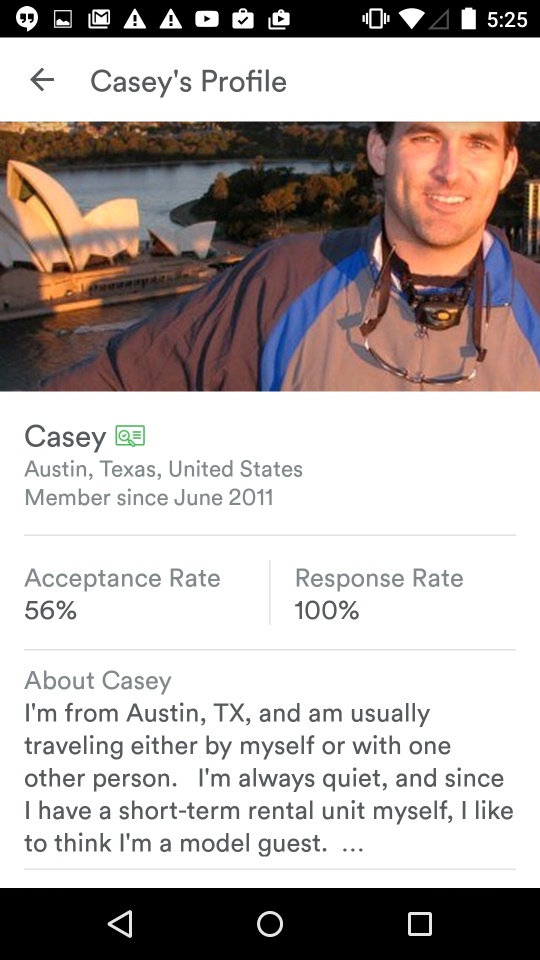 5:25
Casey's Profile
Casey
Austin, Texas, United States
Member since June 2011
Acceptance Rate
56%
Response Rate
100%
About Casey
I'm from Austin, TX, and am usually
traveling either by myself or with one
other person.   I'm always quiet, and since
I have a short-term rental unit myself, I like
to think I'm a model guest.  ...